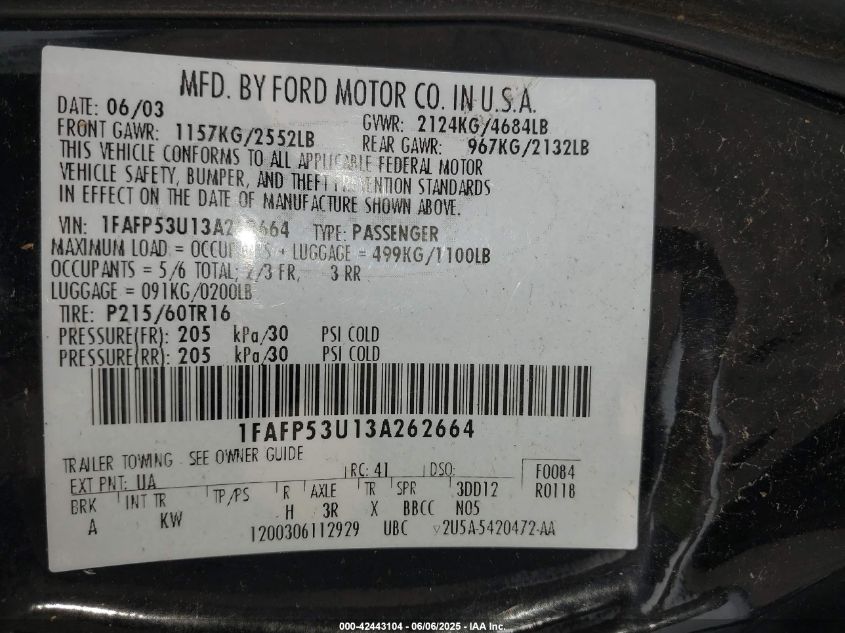 MFD. BY FORD MOTOR CO. IN U.S.A.
DATE: 06/03 GVWR: 2124KG/4684LB
FRONT GAWR: 1157KG/2552LB REAR GAWR: 967KG/2132LB
THIS VEHICLE CONFORMS TO ALL APPLICABLE FEDERAL MOTOR
VEHICLE SAFETY, BUMPER, AND THEFT PREVENTION STANDARDS
IN EFFECT ON THE DATE OF MANUFACTURE SHOWN ABOVE.
VIN: 1FAFP53U13A262664 TYPE: PASSENGER
MAXIMUM LOAD = OCCUPANTS + LUGGAGE = 499KG/1100LB
OCCUPANTS = 5/6 TOTAL; 2/3 FR, 3 RR
LUGGAGE = 091KG/0200LB
TIRE: P215/60TR16
PRESSURE(FR): 205 kPa/30 PSI COLD
PRESSURE(RR): 205 kPa/30 PSI COLD
1FAFP53U13A262664
TRAILER TOWING - SEE OWNER GUIDE
EXT PNT: UA RC: 41 DSO: F0084
BRK INT TR TP/PS R AXLE TR SPR 3DD12 R0118
A KW H 3R X BBCC N05
1200306112929 UBC 2U5A-5420472-AA
000-42443104 - 06/06/2025 - IAA Inc.